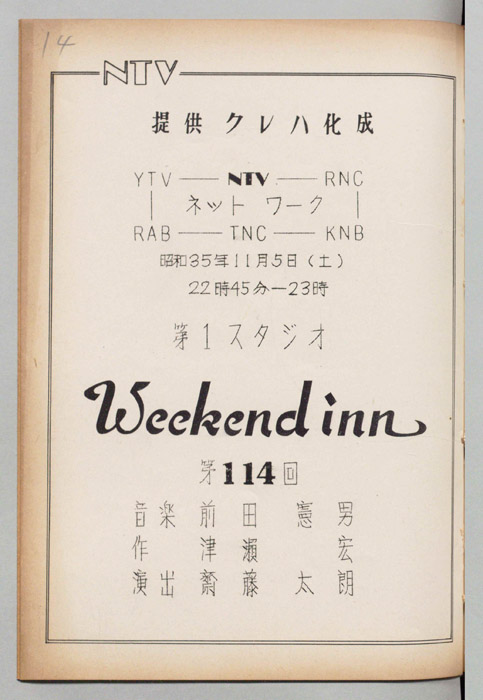 14
NTV
提供 クレハ化成
YTV — NTV — RNC
| ネットワーク |
RAB — TNC — KNB
昭和35年11月5日(土)
22時45分—23時
第1スタジオ
Weekend inn
第114回
音楽 前田憲男
作 津瀬宏
演出 齋藤太朗